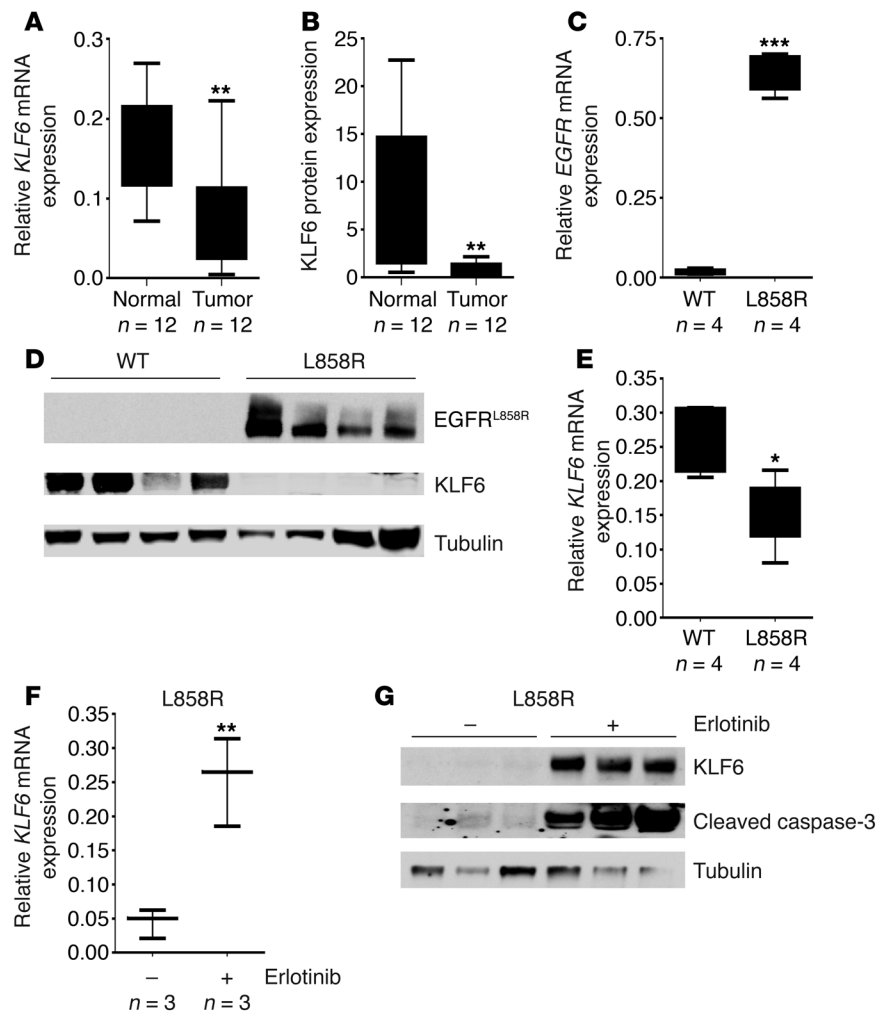 A
Relative KLF6 mRNA
expression
0.3
0.2
0.1
0.0
**
Normal
n = 12
Tumor
n = 12
B
KLF6 protein expression
25
20
15
10
5
0
**
Normal
n = 12
Tumor
n = 12
C
Relative EGFR mRNA
expression
0.75
0.50
0.25
0.00
***
WT
n = 4
L858R
n = 4
D
WT
L858R
EGFRL858R
KLF6
Tubulin
E
Relative KLF6 mRNA
expression
0.35
0.30
0.25
0.20
0.15
0.10
0.05
0.00
*
WT
n = 4
L858R
n = 4
F
L858R
Relative KLF6 mRNA
expression
0.35
0.30
0.25
0.20
0.15
0.10
0.05
0.00
**
– + Erlotinib
n = 3
n = 3
G
L858R
– + Erlotinib
KLF6
Cleaved caspase-3
Tubulin